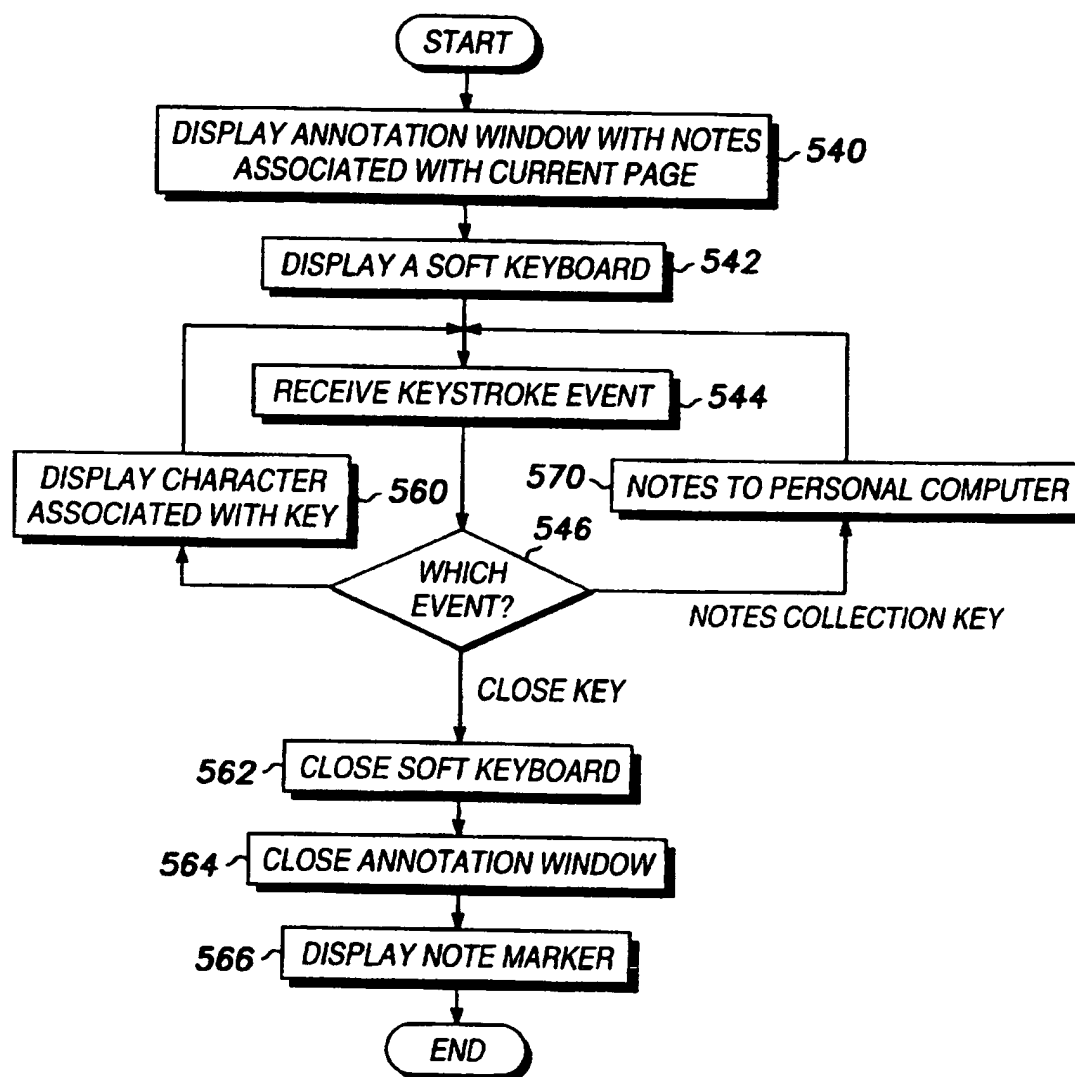 START
DISPLAY ANNOTATION WINDOW WITH NOTES
ASSOCIATED WITH CURRENT PAGE
540
DISPLAY A SOFT KEYBOARD
542
RECEIVE KEYSTROKE EVENT
544
DISPLAY CHARACTER
ASSOCIATED WITH KEY
560
570
NOTES TO PERSONAL COMPUTER
546
WHICH
EVENT?
NOTES COLLECTION KEY
CLOSE KEY
562
CLOSE SOFT KEYBOARD
564
CLOSE ANNOTATION WINDOW
566
DISPLAY NOTE MARKER
END